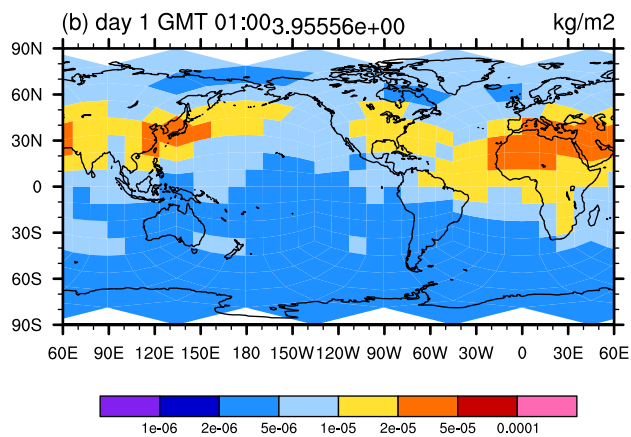 (b) day 1 GMT 01:00 3.95556e+00 kg/m2
90N
60N
30N
0
30S
60S
90S
60E 90E 120E 150E 180 150W 120W 90W 60W 30W 0 30E 60E
1e-06 2e-06 5e-06 1e-05 2e-05 5e-05 0.0001